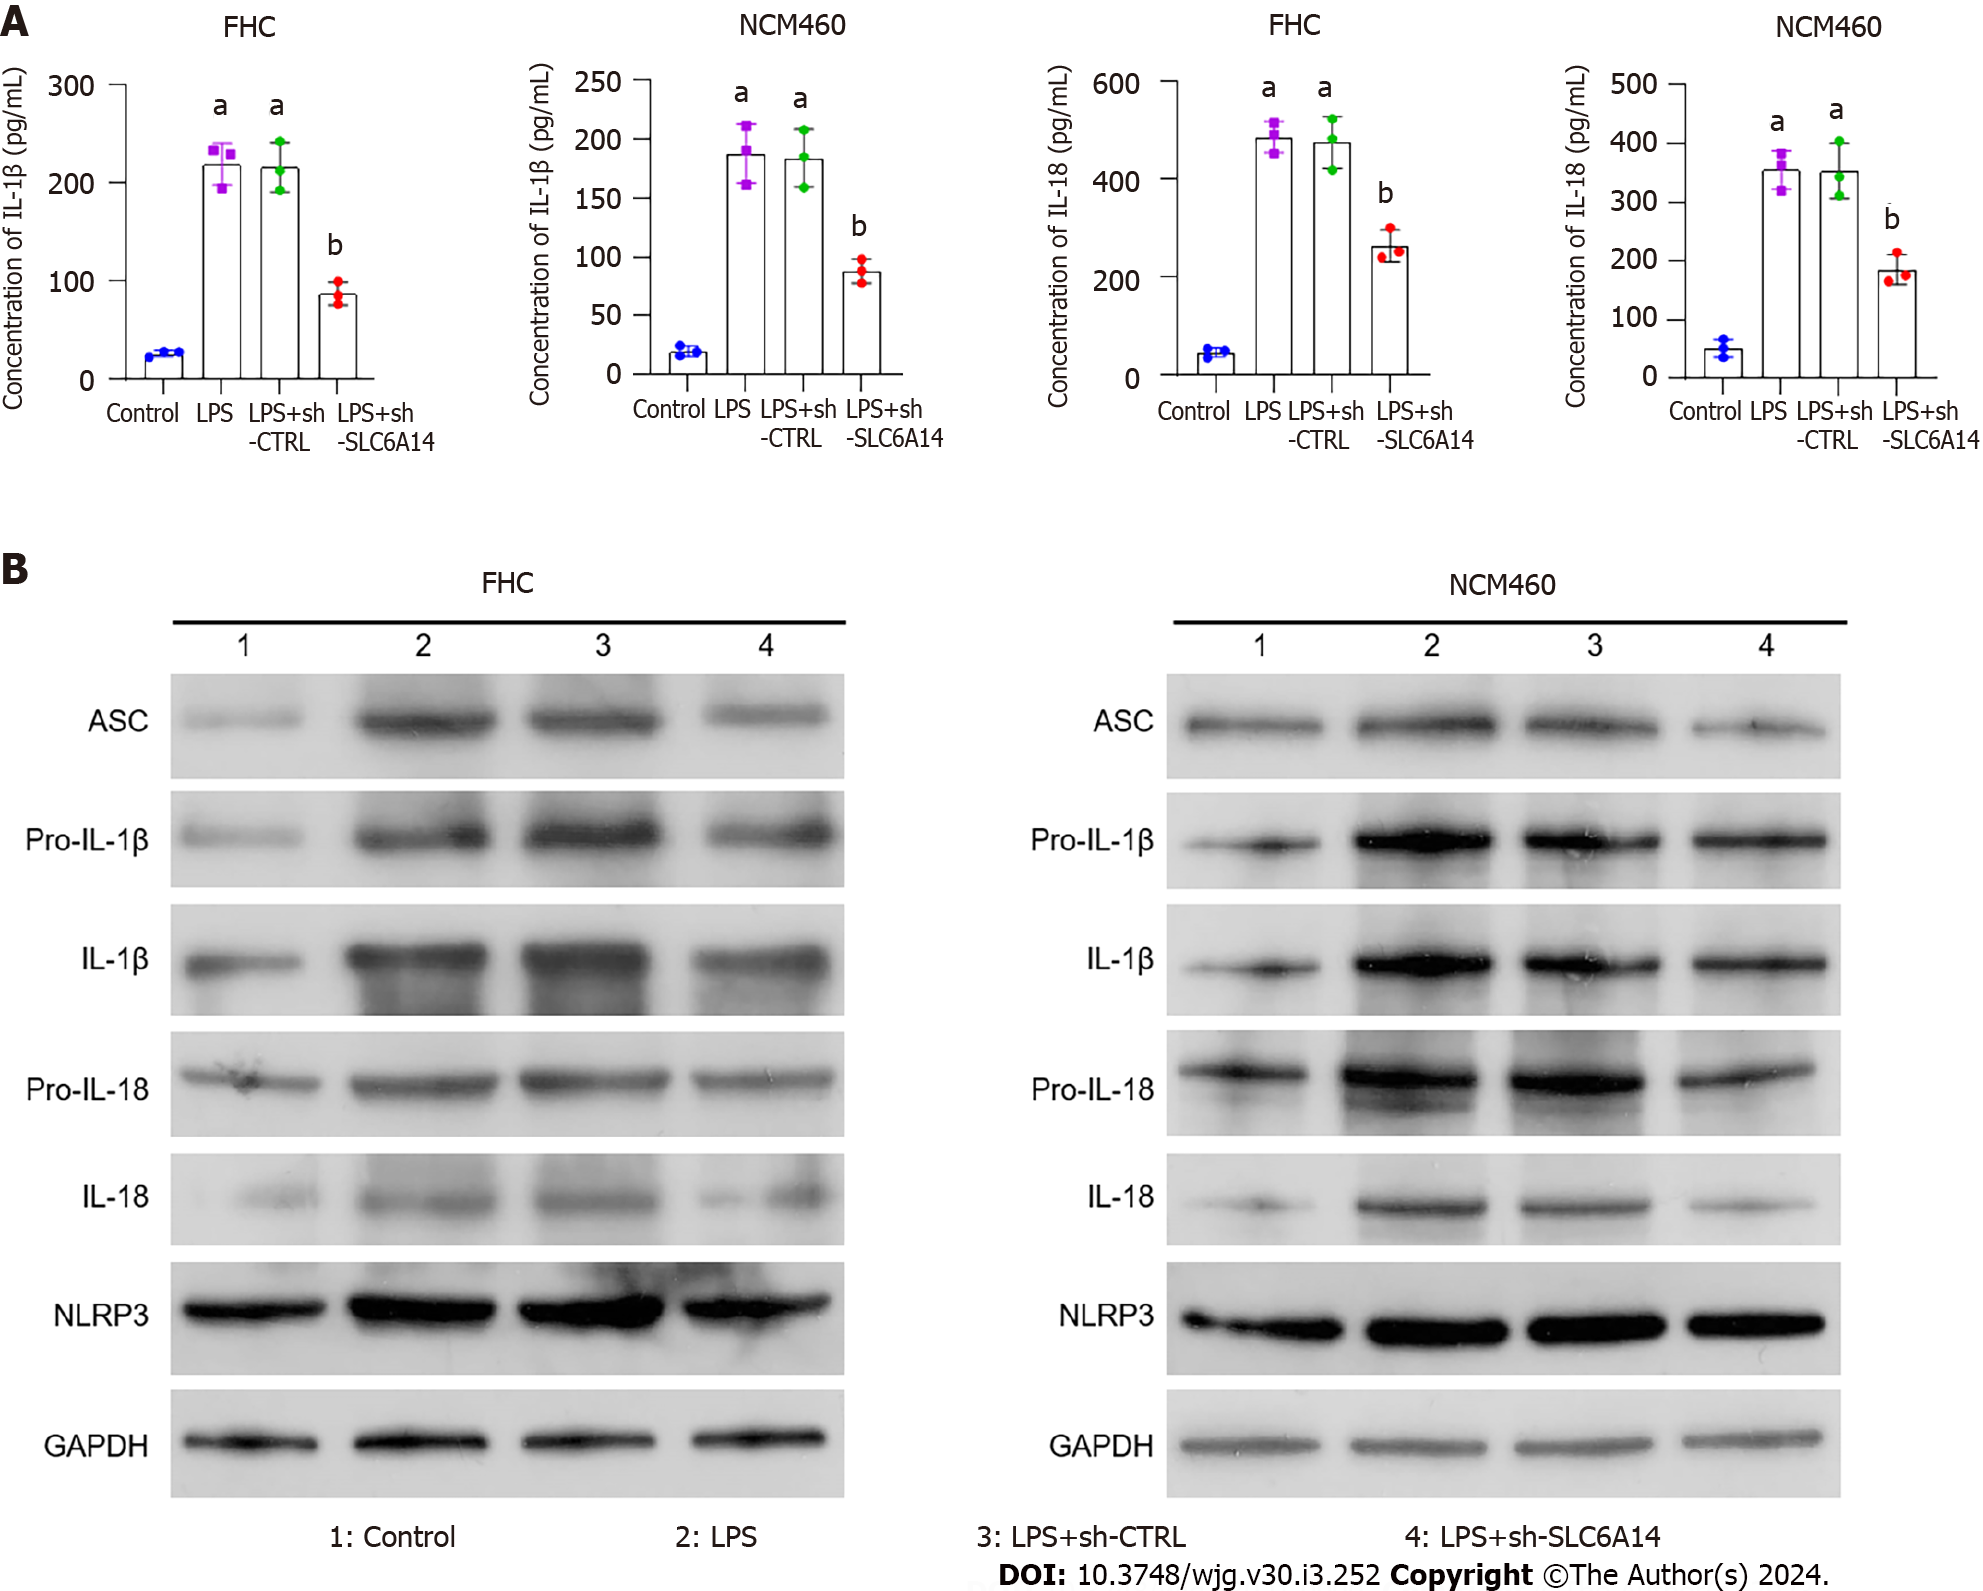 A
FHC
Concentration of IL-1β (pg/mL)
300
200
100
0
a
a
b
Control
LPS
LPS+sh
-CTRL
LPS+sh
-SLC6A14
NCM460
Concentration of IL-1β (pg/mL)
250
200
150
100
50
0
a
a
b
Control
LPS
LPS+sh
-CTRL
LPS+sh
-SLC6A14
FHC
Concentration of IL-18 (pg/mL)
600
400
200
0
a
a
b
Control
LPS
LPS+sh
-CTRL
LPS+sh
-SLC6A14
NCM460
Concentration of IL-18 (pg/mL)
500
400
300
200
100
0
a
a
b
Control
LPS
LPS+sh
-CTRL
LPS+sh
-SLC6A14
B
FHC
1 2 3 4
ASC
Pro-IL-1β
IL-1β
Pro-IL-18
IL-18
NLRP3
GAPDH
NCM460
1 2 3 4
ASC
Pro-IL-1β
IL-1β
Pro-IL-18
IL-18
NLRP3
GAPDH
1: Control 2: LPS 3: LPS+sh-CTRL 4: LPS+sh-SLC6A14
DOI: 10.3748/wjg.v30.i3.252 Copyright ©The Author(s) 2024.